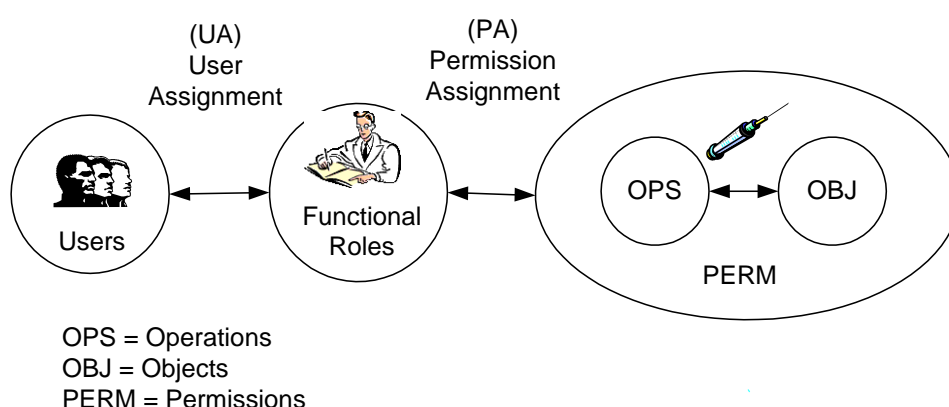 (UA)
User
Assignment
(PA)
Permission
Assignment
Users
Functional
Roles
OPS
OBJ
PERM
OPS = Operations
OBJ = Objects
PERM = Permissions